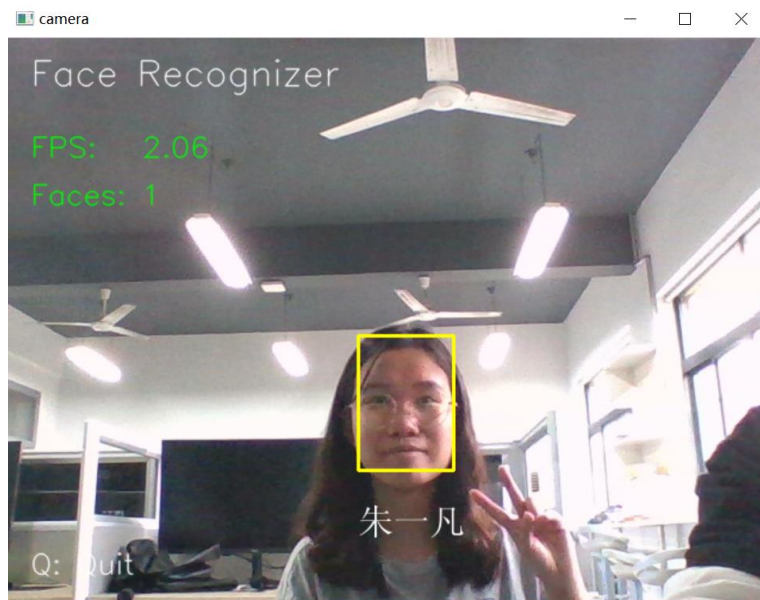 camera
Face Recognizer
FPS: 2.06
Faces: 1
朱一凡
Q: Quit